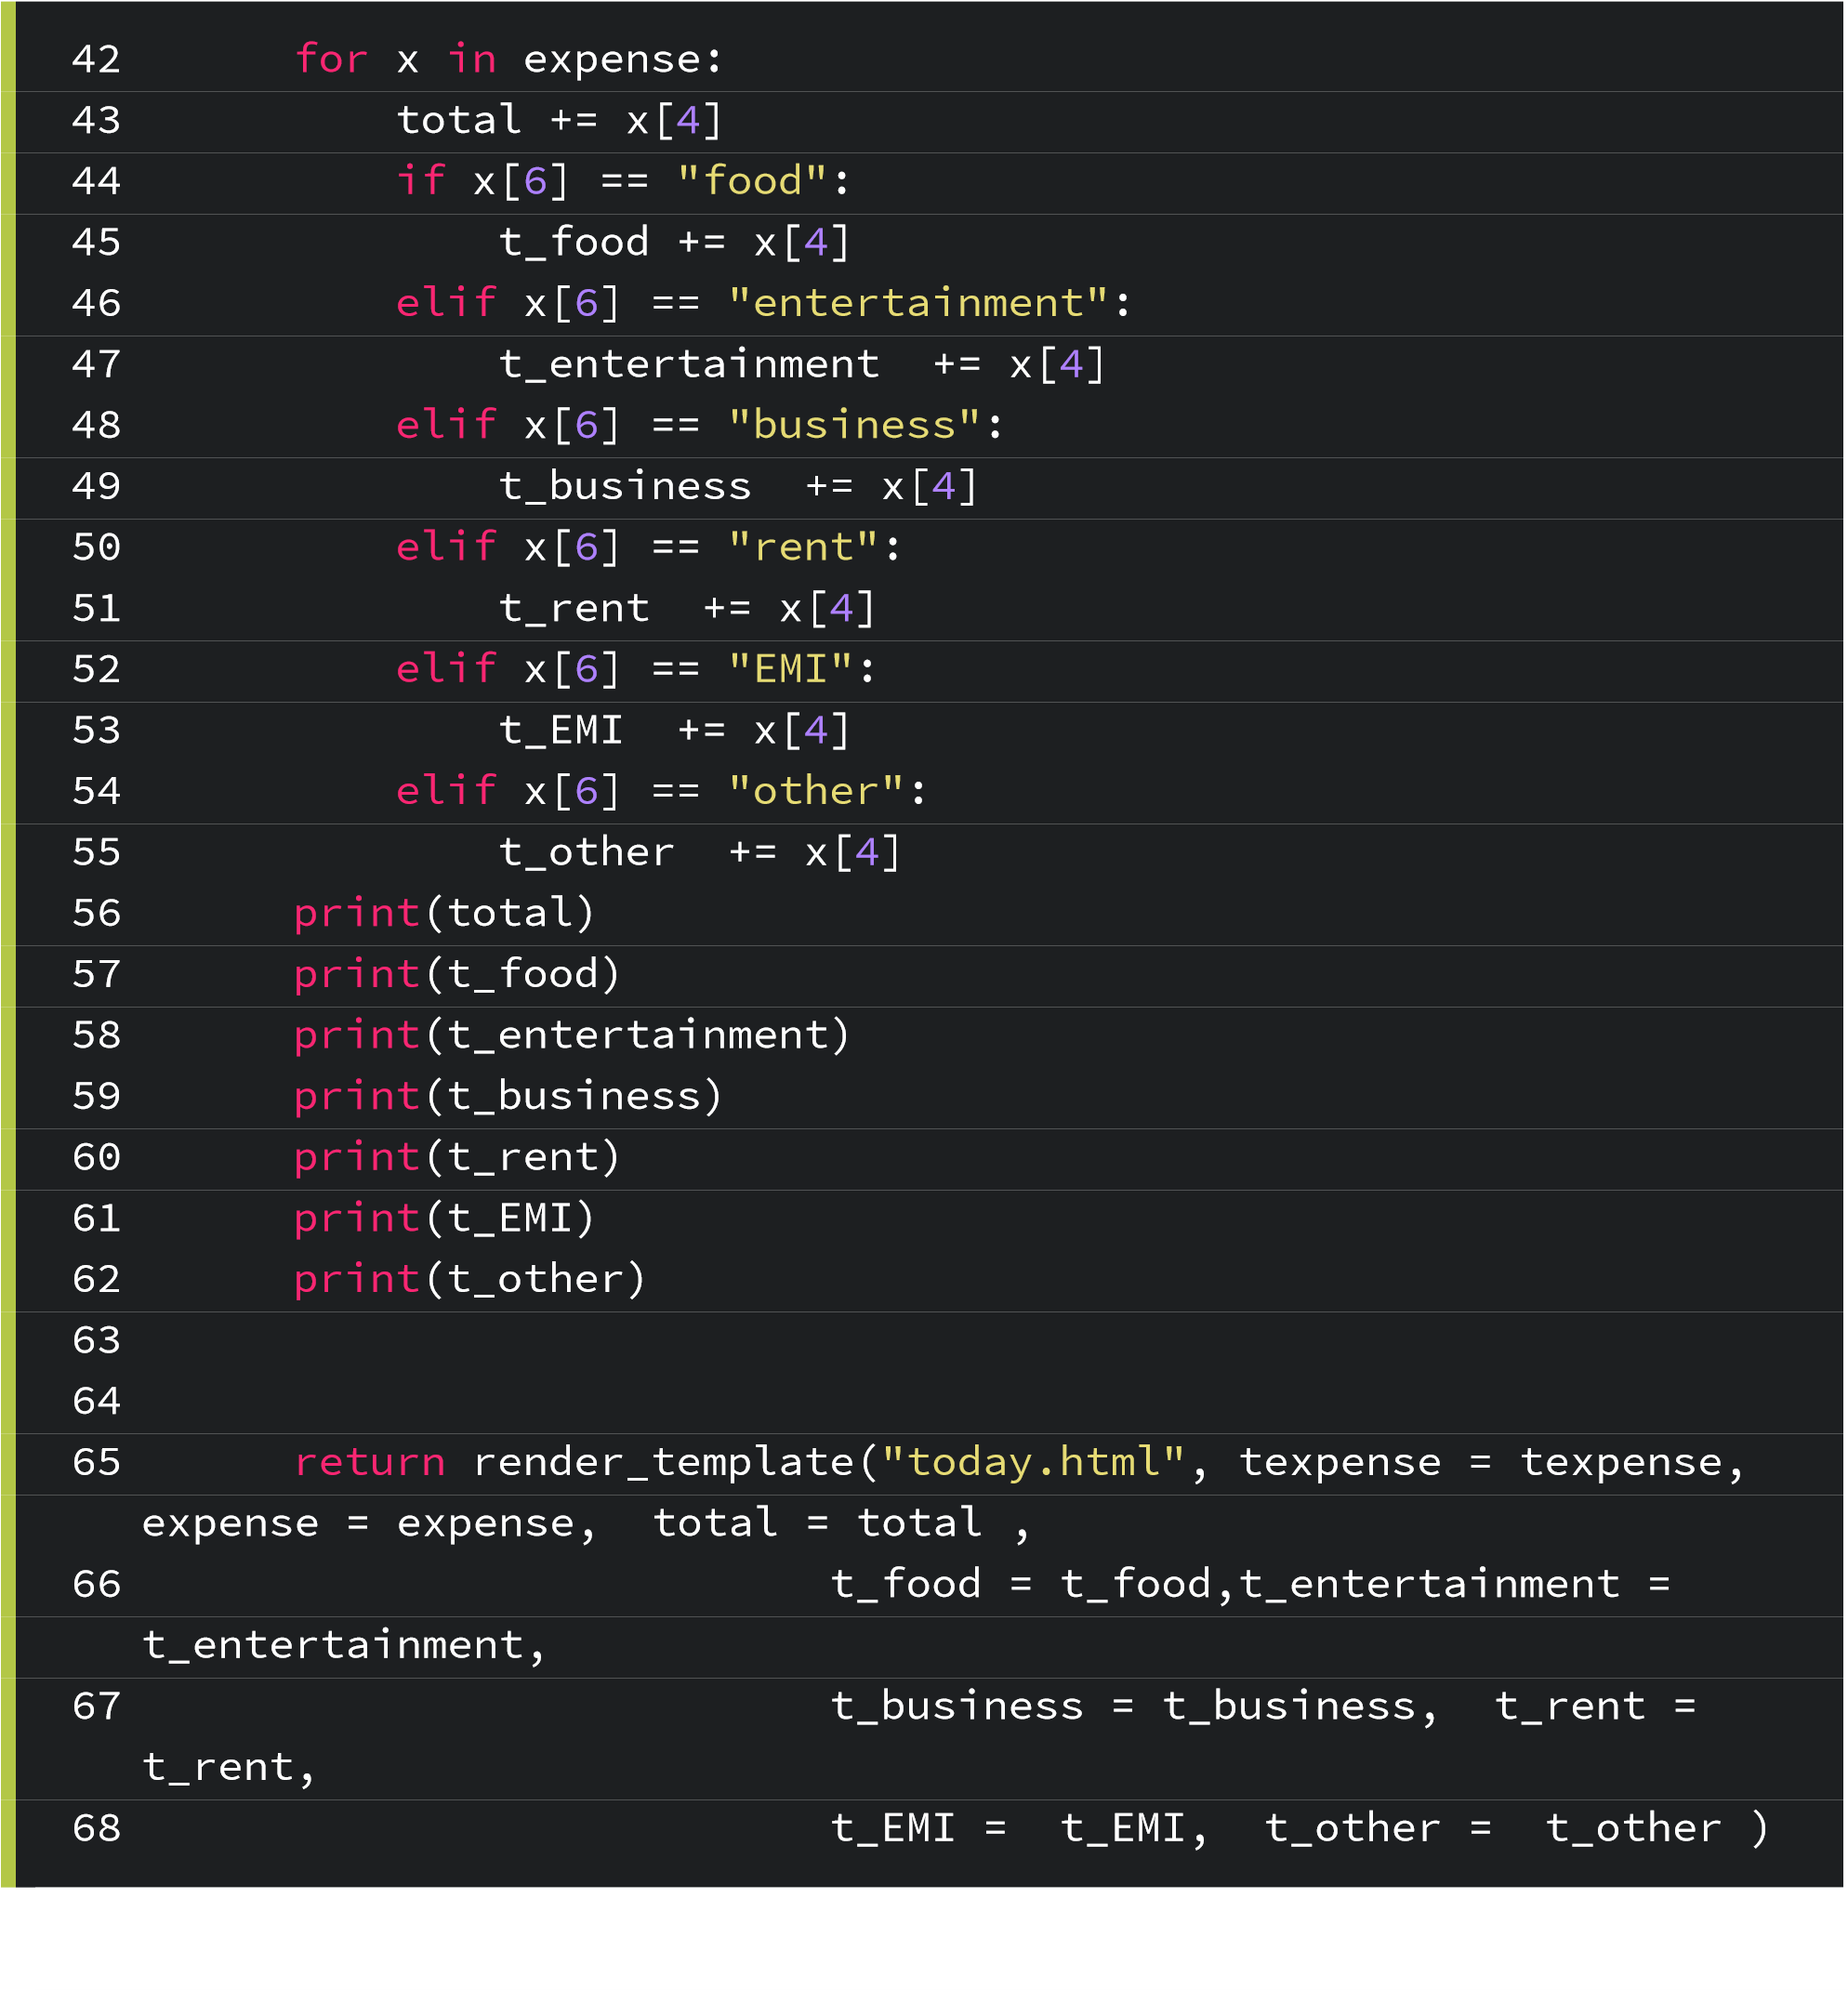 42       for x in expense:
43           total += x[4]
44           if x[6] == "food":
45               t_food += x[4]
46           elif x[6] == "entertainment":
47               t_entertainment  += x[4]
48           elif x[6] == "business":
49               t_business  += x[4]
50           elif x[6] == "rent":
51               t_rent  += x[4]
52           elif x[6] == "EMI":
53               t_EMI  += x[4]
54           elif x[6] == "other":
55               t_other  += x[4]
56       print(total)
57       print(t_food)
58       print(t_entertainment)
59       print(t_business)
60       print(t_rent)
61       print(t_EMI)
62       print(t_other)
63
64
65       return render_template("today.html", texpense = texpense,
expense = expense,  total = total ,
66                            t_food = t_food,t_entertainment =
t_entertainment,
67                            t_business = t_business,  t_rent =
t_rent,
68                            t_EMI =  t_EMI,  t_other =  t_other )